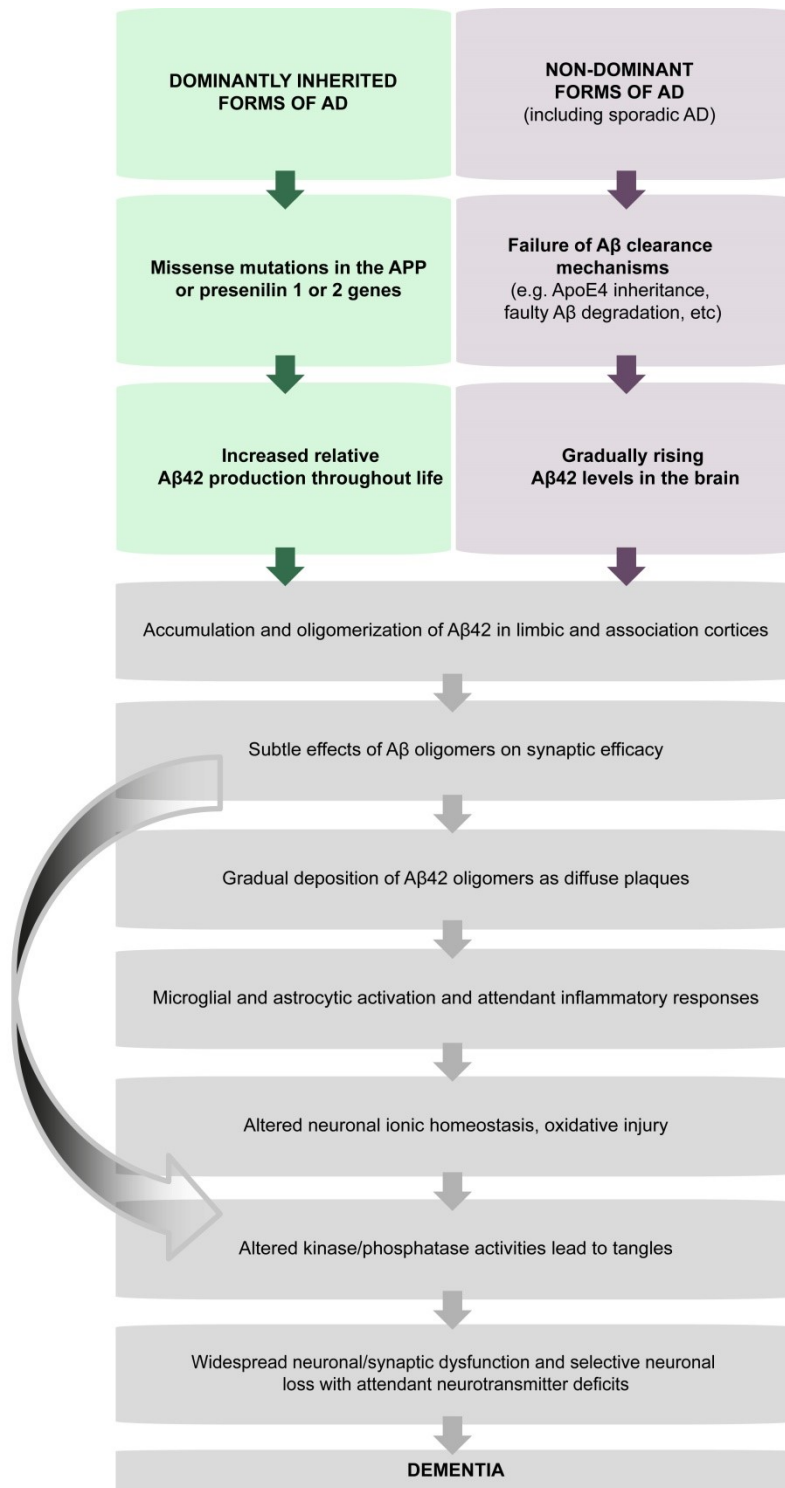 DOMINANTLY INHERITED
FORMS OF AD
NON-DOMINANT
FORMS OF AD
(including sporadic AD)
Missense mutations in the APP
or presenilin 1 or 2 genes
Failure of Aβ clearance
mechanisms
(e.g. ApoE4 inheritance,
faulty Aβ degradation, etc)
Increased relative
Aβ42 production throughout life
Gradually rising
Aβ42 levels in the brain
Accumulation and oligomerization of Aβ42 in limbic and association cortices
Subtle effects of Aβ oligomers on synaptic efficacy
Gradual deposition of Aβ42 oligomers as diffuse plaques
Microglial and astrocytic activation and attendant inflammatory responses
Altered neuronal ionic homeostasis, oxidative injury
Altered kinase/phosphatase activities lead to tangles
Widespread neuronal/synaptic dysfunction and selective neuronal
loss with attendant neurotransmitter deficits
DEMENTIA